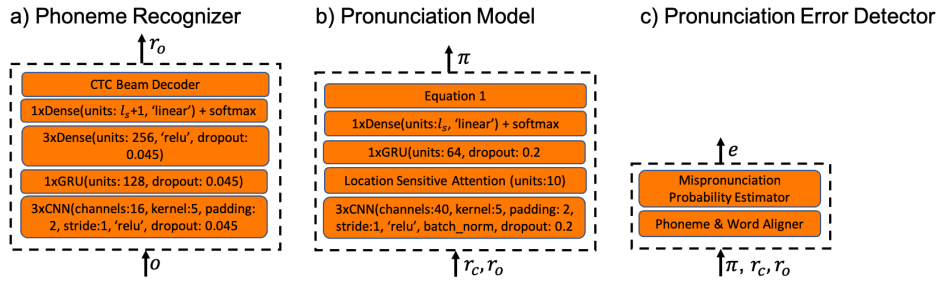 a) Phoneme Recognizer
r_o
CTC Beam Decoder
1xDense(units: l_s+1, ‘linear’) + softmax
3xDense(units: 256, ‘relu’, dropout:
0.045)
1xGRU(units: 128, dropout: 0.045)
3xCNN(channels:16, kernel:5, padding:
2, stride:1, ‘relu’, dropout: 0.045
o
b) Pronunciation Model
π
Equation 1
1xDense(units:l_s, ‘linear’) + softmax
1xGRU(units: 64, dropout: 0.2
Location Sensitive Attention (units:10)
3xCNN(channels:40, kernel:5, padding: 2,
stride:1, ‘relu’, batch_norm, dropout: 0.2
r_c, r_o
c) Pronunciation Error Detector
e
Mispronunciation
Probability Estimator
Phoneme & Word Aligner
π, r_c, r_o